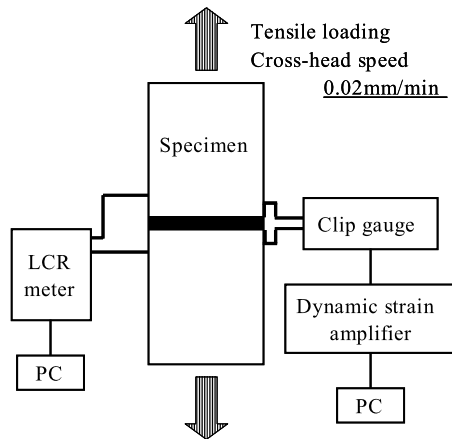 Tensile loading
Cross-head speed
0.02mm/min
Specimen
Clip gauge
LCR
meter
Dynamic strain
amplifier
PC
PC